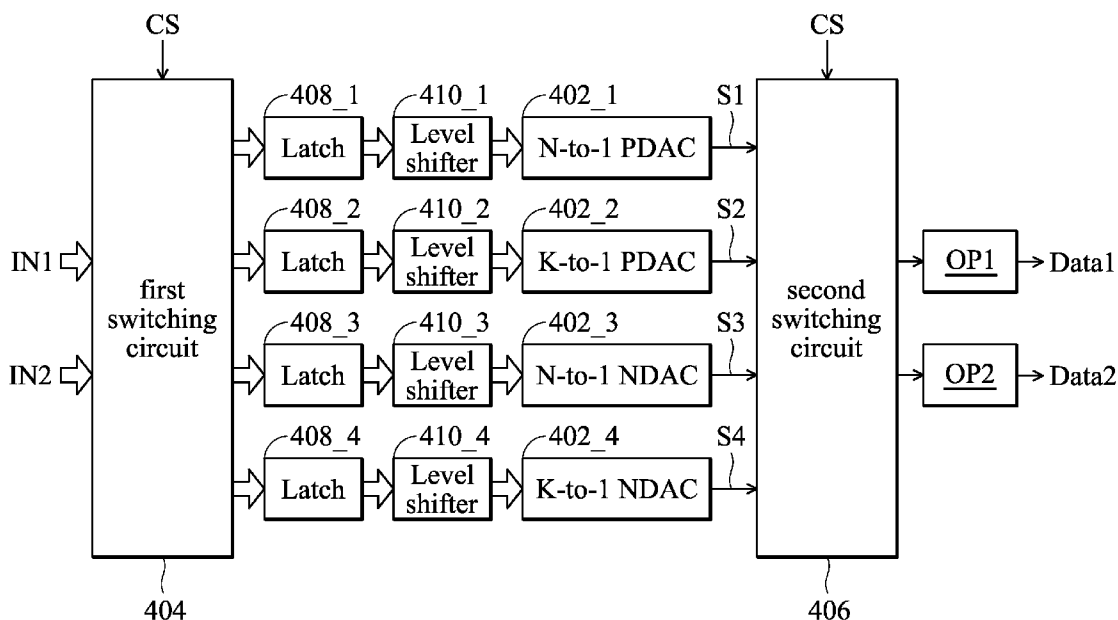 CS
CS
408_1
410_1
402_1
S1
Latch
Level
shifter
N-to-1 PDAC
408_2
410_2
402_2
S2
IN1
Latch
Level
shifter
K-to-1 PDAC
OP1
Data1
first
switching
circuit
second
switching
circuit
408_3
410_3
402_3
S3
IN2
Latch
Level
shifter
N-to-1 NDAC
OP2
Data2
408_4
410_4
402_4
S4
Latch
Level
shifter
K-to-1 NDAC
404
406